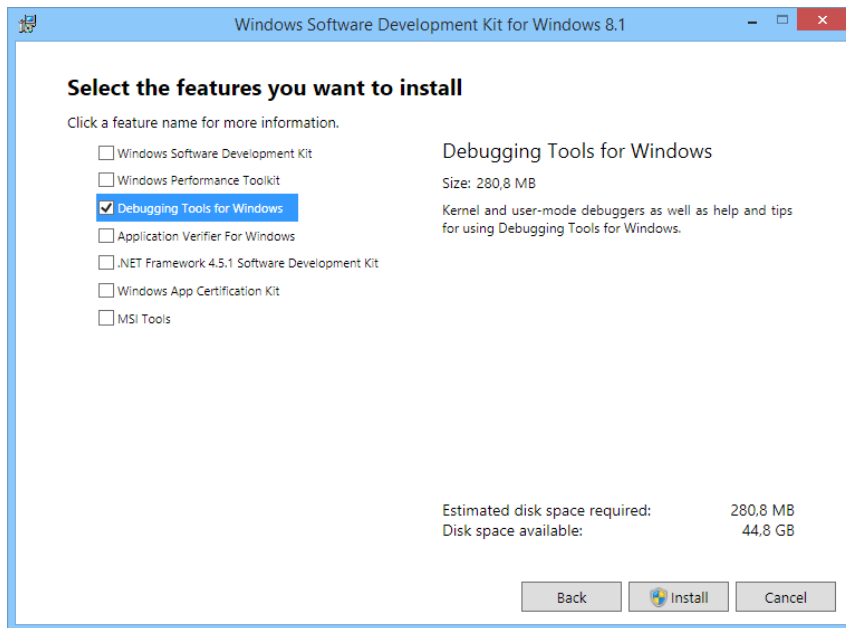 Windows Software Development Kit for Windows 8.1
Select the features you want to install
Click a feature name for more information.
Windows Software Development Kit
Windows Performance Toolkit
Debugging Tools for Windows
Application Verifier For Windows
.NET Framework 4.5.1 Software Development Kit
Windows App Certification Kit
MSI Tools
Debugging Tools for Windows
Size: 280,8 MB
Kernel and user-mode debuggers as well as help and tips
for using Debugging Tools for Windows.
Estimated disk space required: 280,8 MB
Disk space available: 44,8 GB
Back Install Cancel